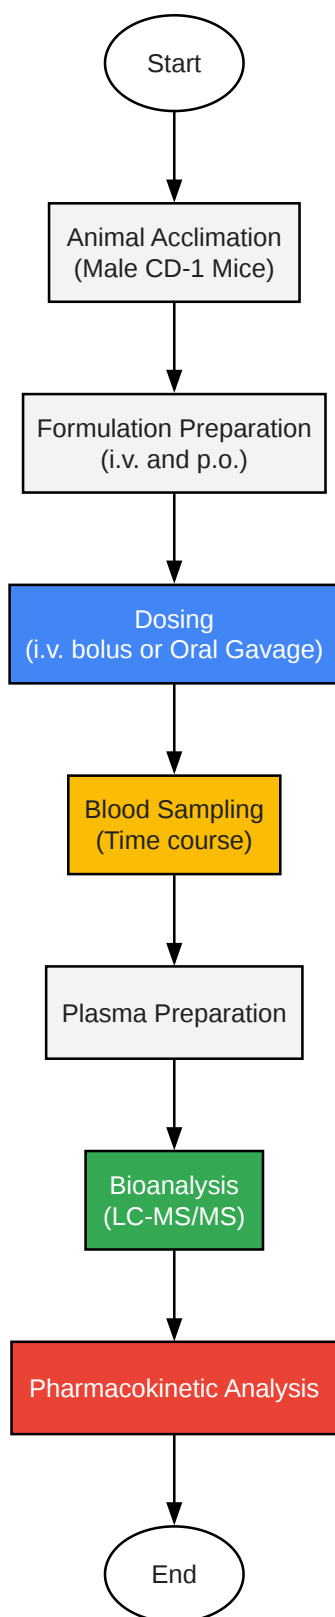 Start
Animal Acclimation
(Male CD-1 Mice)
Formulation Preparation
(i.v. and p.o.)
Dosing
(i.v. bolus or Oral Gavage)
Blood Sampling
(Time course)
Plasma Preparation
Bioanalysis
(LC-MS/MS)
Pharmacokinetic Analysis
End